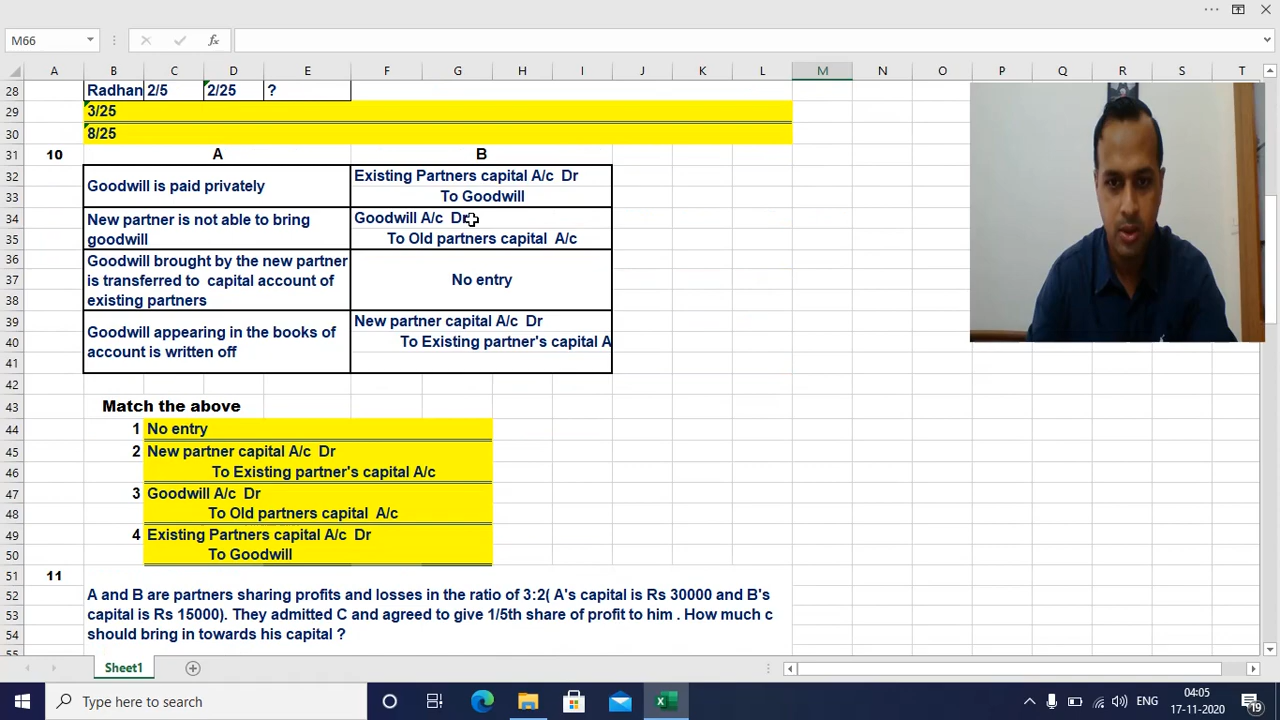 M66
fx
A B C D E F G H I J K L M N O P Q R S T
28 Radhan 2/5 2/25 ?
29 3/25
30 8/25
31 10 A B
32 Existing Partners capital A/c Dr
Goodwill is paid privately
33 To Goodwill
34 New partner is not able to bring Goodwill A/c Dr
35 goodwill To Old partners capital A/c
36 Goodwill brought by the new partner
37 is transferred to capital account of No entry
38 existing partners
39 Goodwill appearing in the books of New partner capital A/c Dr
40 account is written off To Existing partner's capital A
41
42
43 Match the above
44 1 No entry
45 2 New partner capital A/c Dr
46 To Existing partner's capital A/c
47 3 Goodwill A/c Dr
48 To Old partners capital A/c
49 4 Existing Partners capital A/c Dr
50 To Goodwill
51 11
52 A and B are partners sharing profits and losses in the ratio of 3:2( A's capital is Rs 30000 and B's
53 capital is Rs 15000). They admitted C and agreed to give 1/5th share of profit to him . How much c
54 should bring in towards his capital ?
55
Sheet1
Type here to search
ENG
04:05
17-11-2020
19